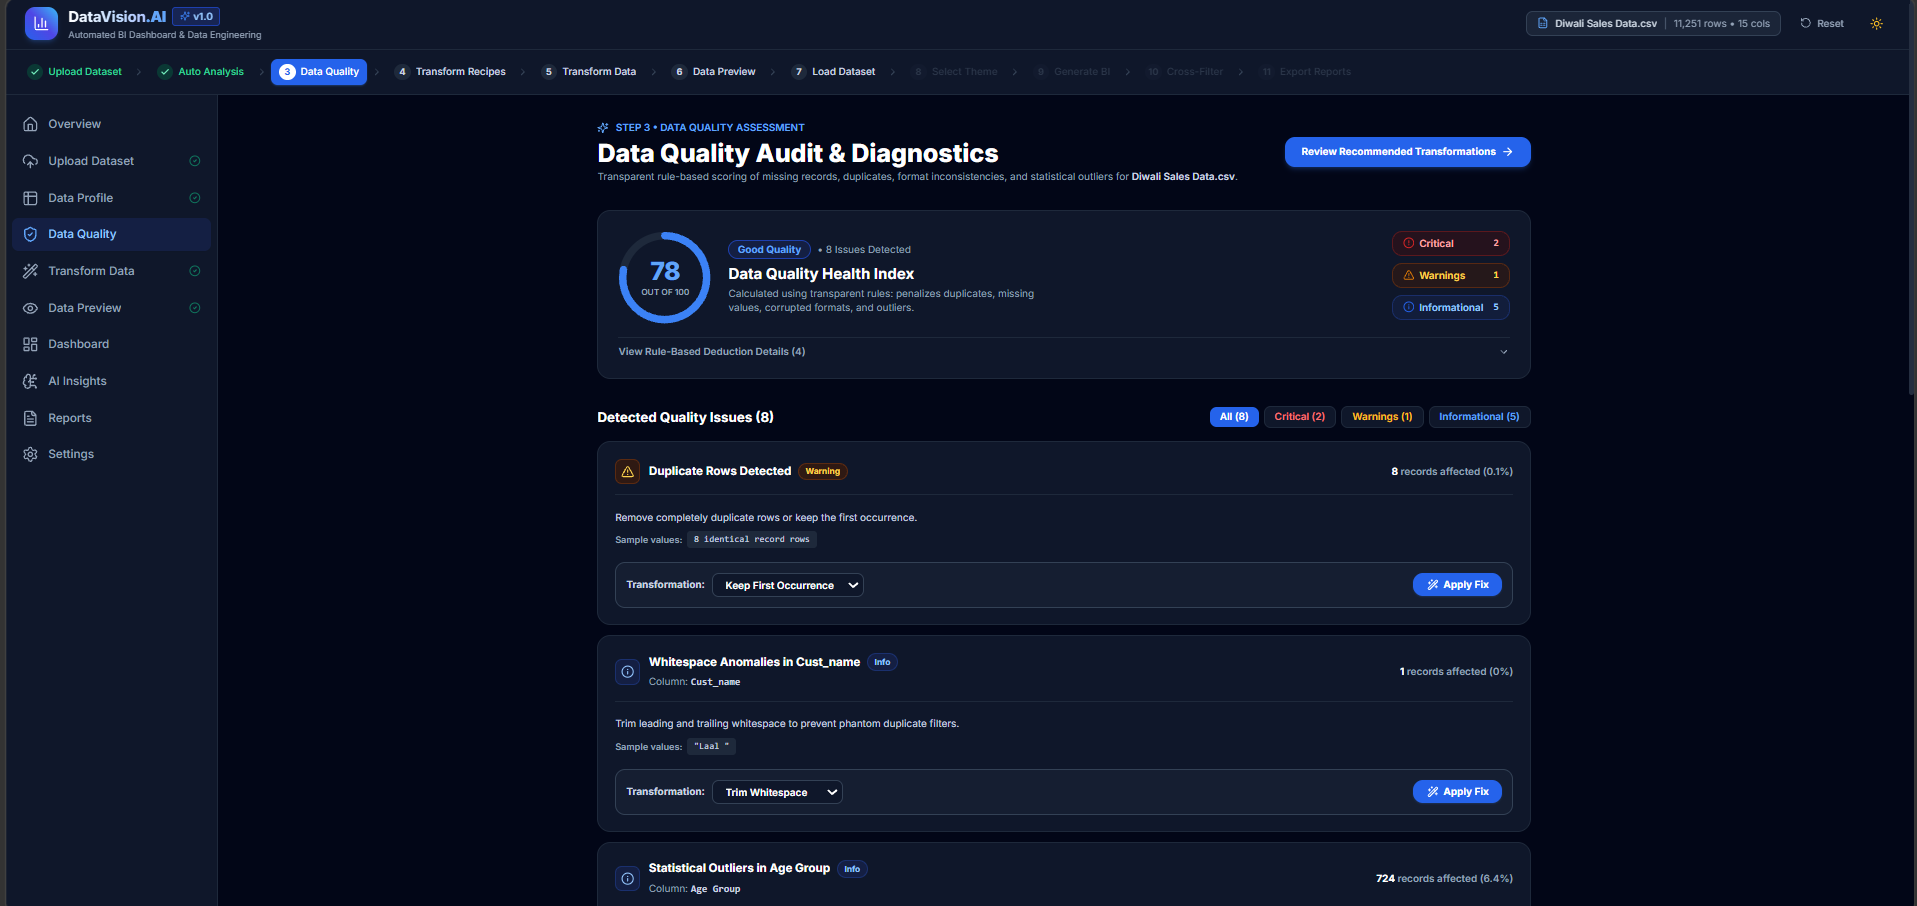 DataVision.AI v1.0
Automated BI Dashboard & Data Engineering
Diwali Sales Data.csv 11,251 rows • 15 cols Reset
Upload Dataset Auto Analysis 3 Data Quality 4 Transform Recipes 5 Transform Data 6 Data Preview 7 Load Dataset 8 Select Theme 9 Generate BI 10 Cross-Filter 11 Export Reports
Overview
Upload Dataset
Data Profile
Data Quality
Transform Data
Data Preview
Dashboard
AI Insights
Reports
Settings
STEP 3 • DATA QUALITY ASSESSMENT
Data Quality Audit & Diagnostics
Transparent rule-based scoring of missing records, duplicates, format inconsistencies, and statistical outliers for Diwali Sales Data.csv.
Review Recommended Transformations
78
OUT OF 100
Good Quality • 8 Issues Detected
Data Quality Health Index
Calculated using transparent rules: penalizes duplicates, missing
values, corrupted formats, and outliers.
Critical 2
Warnings 1
Informational 5
View Rule-Based Deduction Details (4)
Detected Quality Issues (8)
All (8) Critical (2) Warnings (1) Informational (5)
Duplicate Rows Detected Warning
8 records affected (0.1%)
Remove completely duplicate rows or keep the first occurrence.
Sample values: 8 identical record rows
Transformation: Keep First Occurrence Apply Fix
Whitespace Anomalies in Cust_name Info
Column: Cust_name
1 records affected (0%)
Trim leading and trailing whitespace to prevent phantom duplicate filters.
Sample values: "Laal "
Transformation: Trim Whitespace Apply Fix
Statistical Outliers in Age Group Info
Column: Age Group
724 records affected (6.4%)